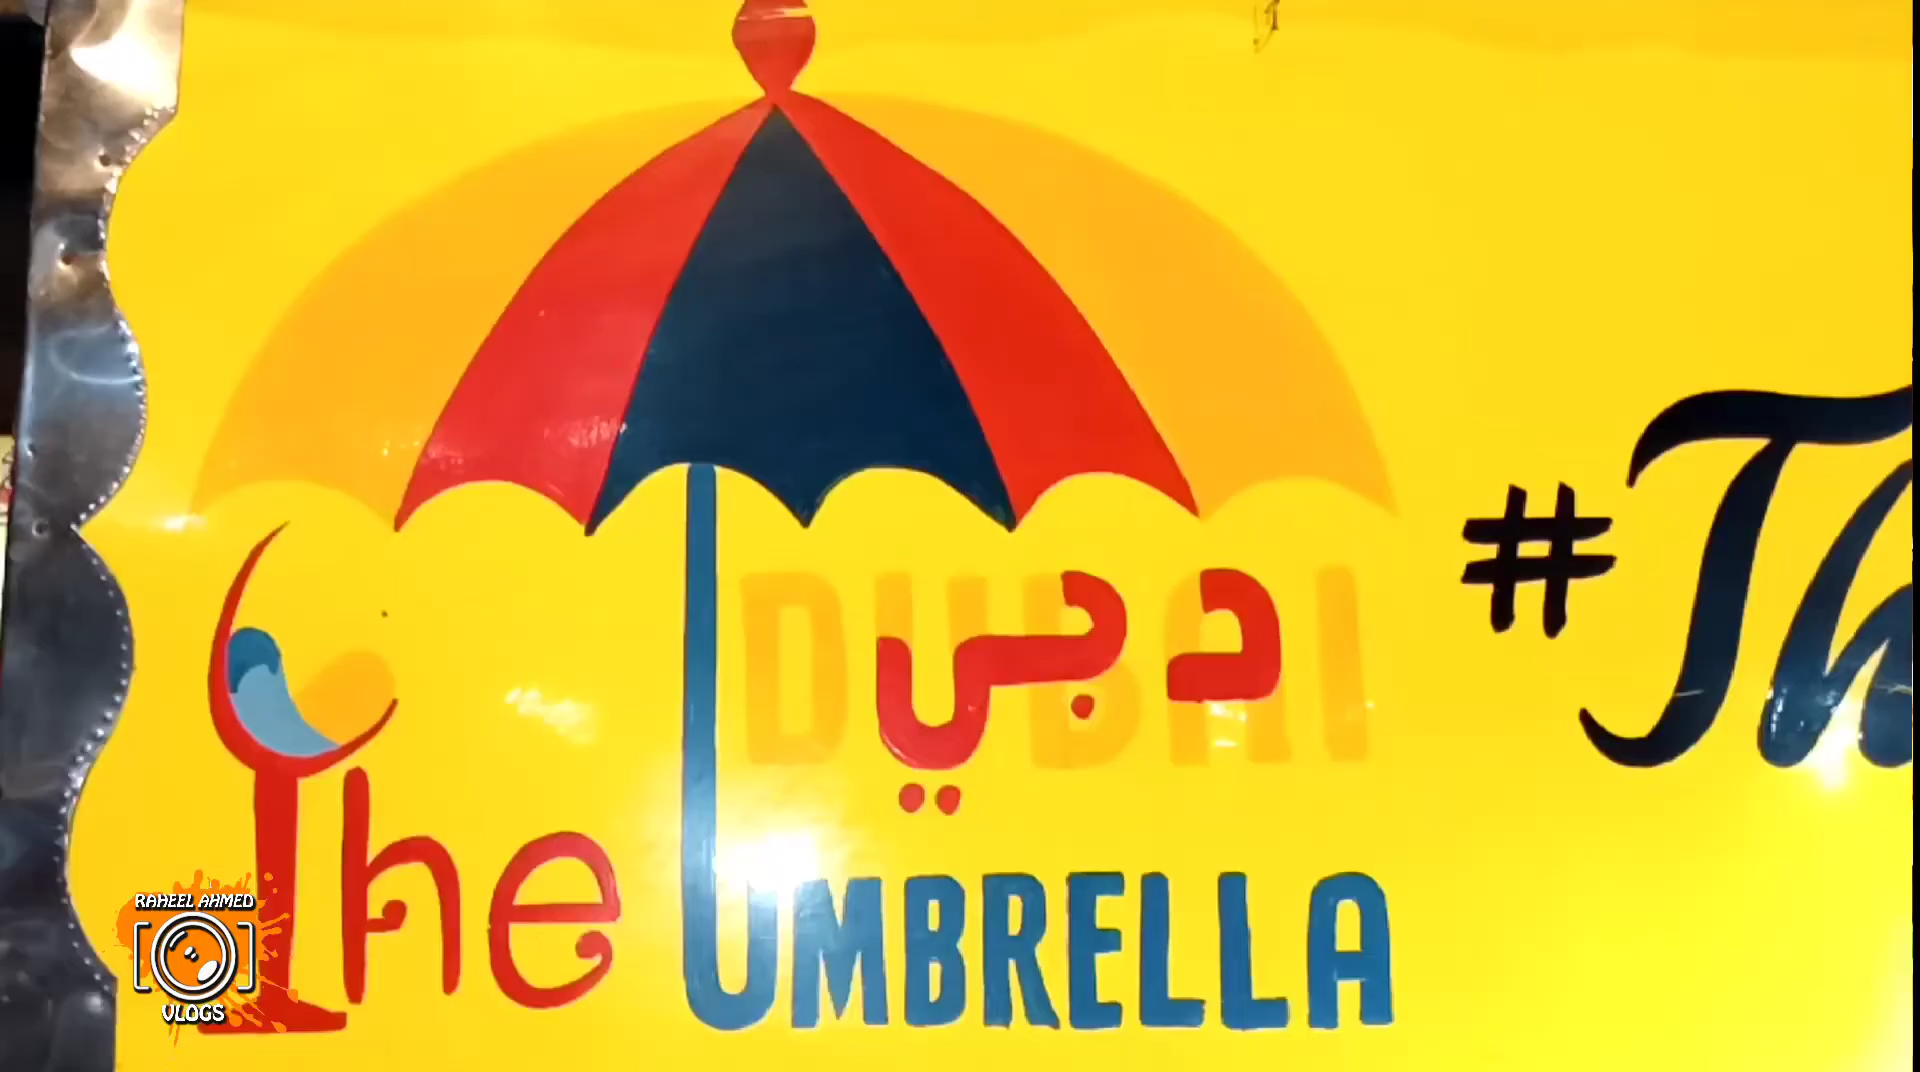 DUBAI
دبي
The UMBRELLA
#Th
RAHEEL AHMED
VLOGS